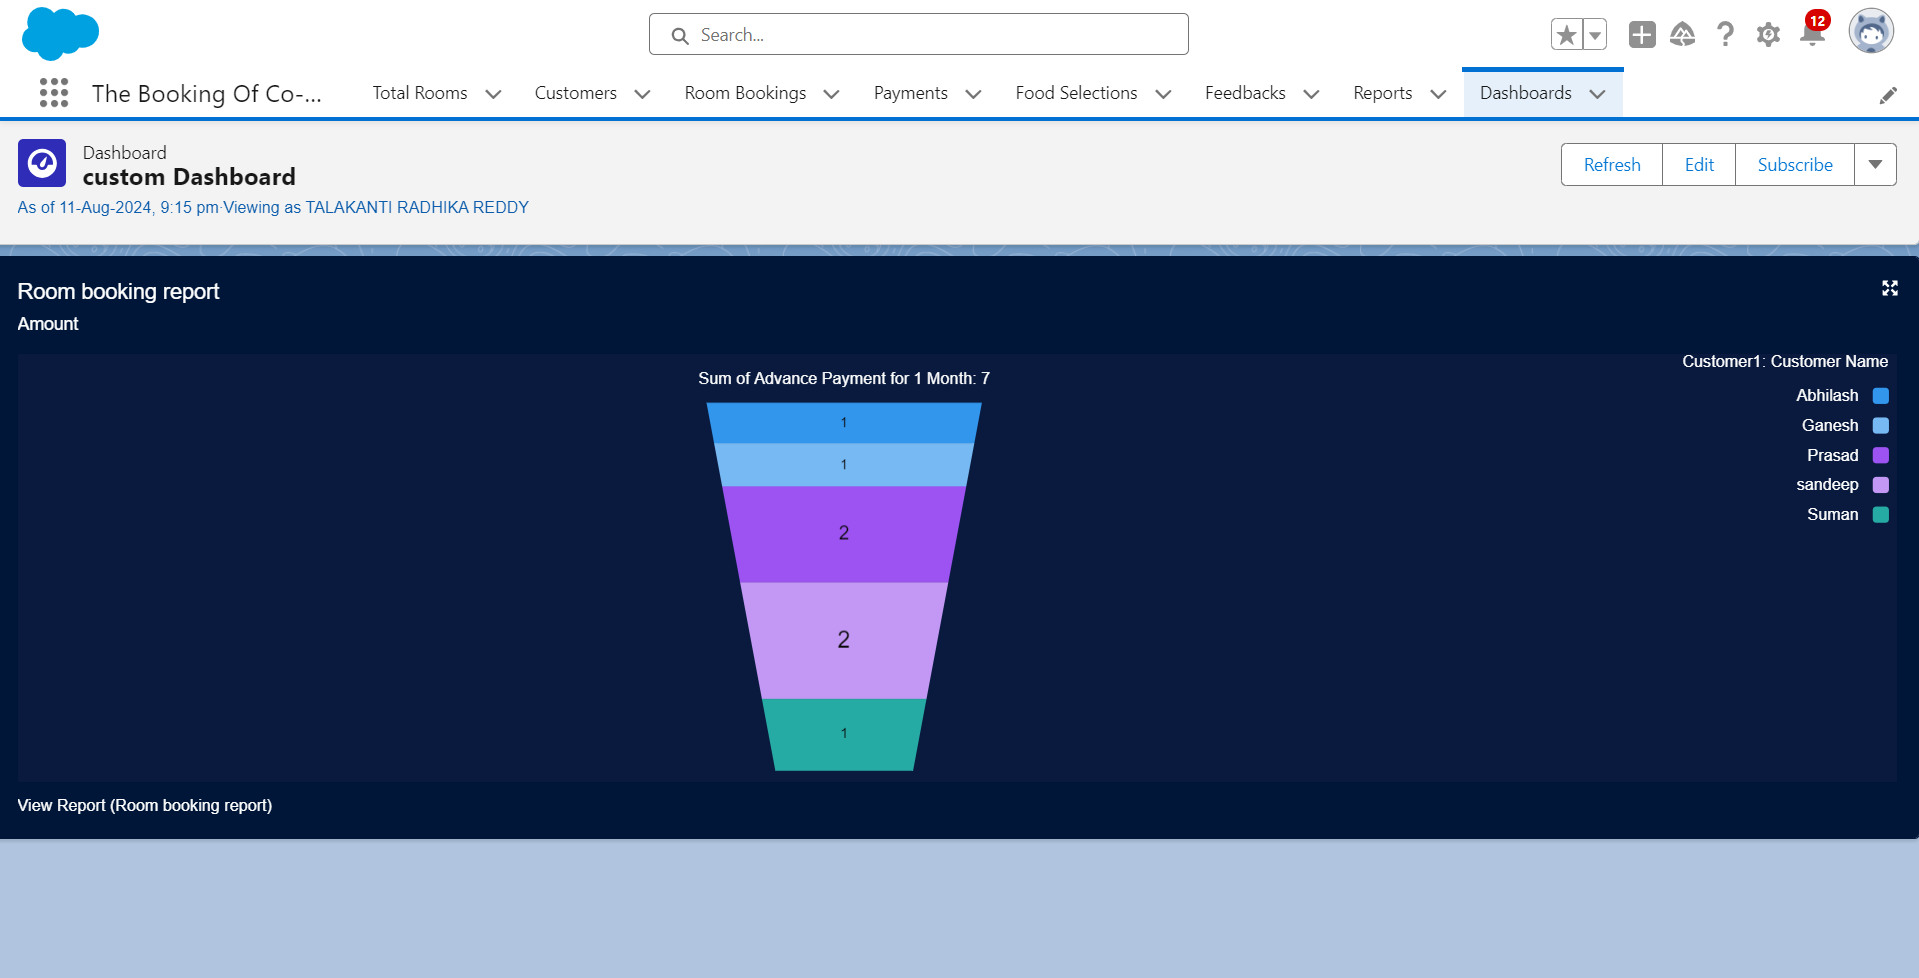 Search...
12
The Booking Of Co-...
Total Rooms
Customers
Room Bookings
Payments
Food Selections
Feedbacks
Reports
Dashboards
Dashboard
custom Dashboard
As of 11-Aug-2024, 9:15 pm·Viewing as TALAKANTI RADHIKA REDDY
Refresh
Edit
Subscribe
Room booking report
Amount
Sum of Advance Payment for 1 Month: 7
1
1
2
2
1
Customer1: Customer Name
Abhilash
Ganesh
Prasad
sandeep
Suman
View Report (Room booking report)